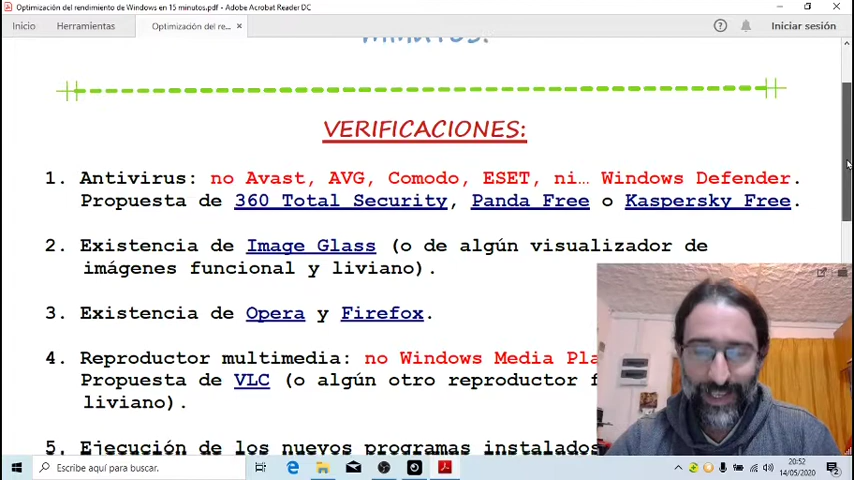 Optimización del rendimiento de Windows en 15 minutos.pdf - Adobe Acrobat Reader DC
Inicio Herramientas Optimización del re... × Iniciar sesión
MINUTOS:
VERIFICACIONES:
1. Antivirus: no Avast, AVG, Comodo, ESET, ni… Windows Defender.
Propuesta de 360 Total Security, Panda Free o Kaspersky Free.
2. Existencia de Image Glass (o de algún visualizador de
imágenes funcional y liviano).
3. Existencia de Opera y Firefox.
4. Reproductor multimedia: no Windows Media Pla
Propuesta de VLC (o algún otro reproductor f
liviano).
5. Ejecución de los nuevos programas instalados
Escribe aquí para buscar.
20:52
14/05/2020